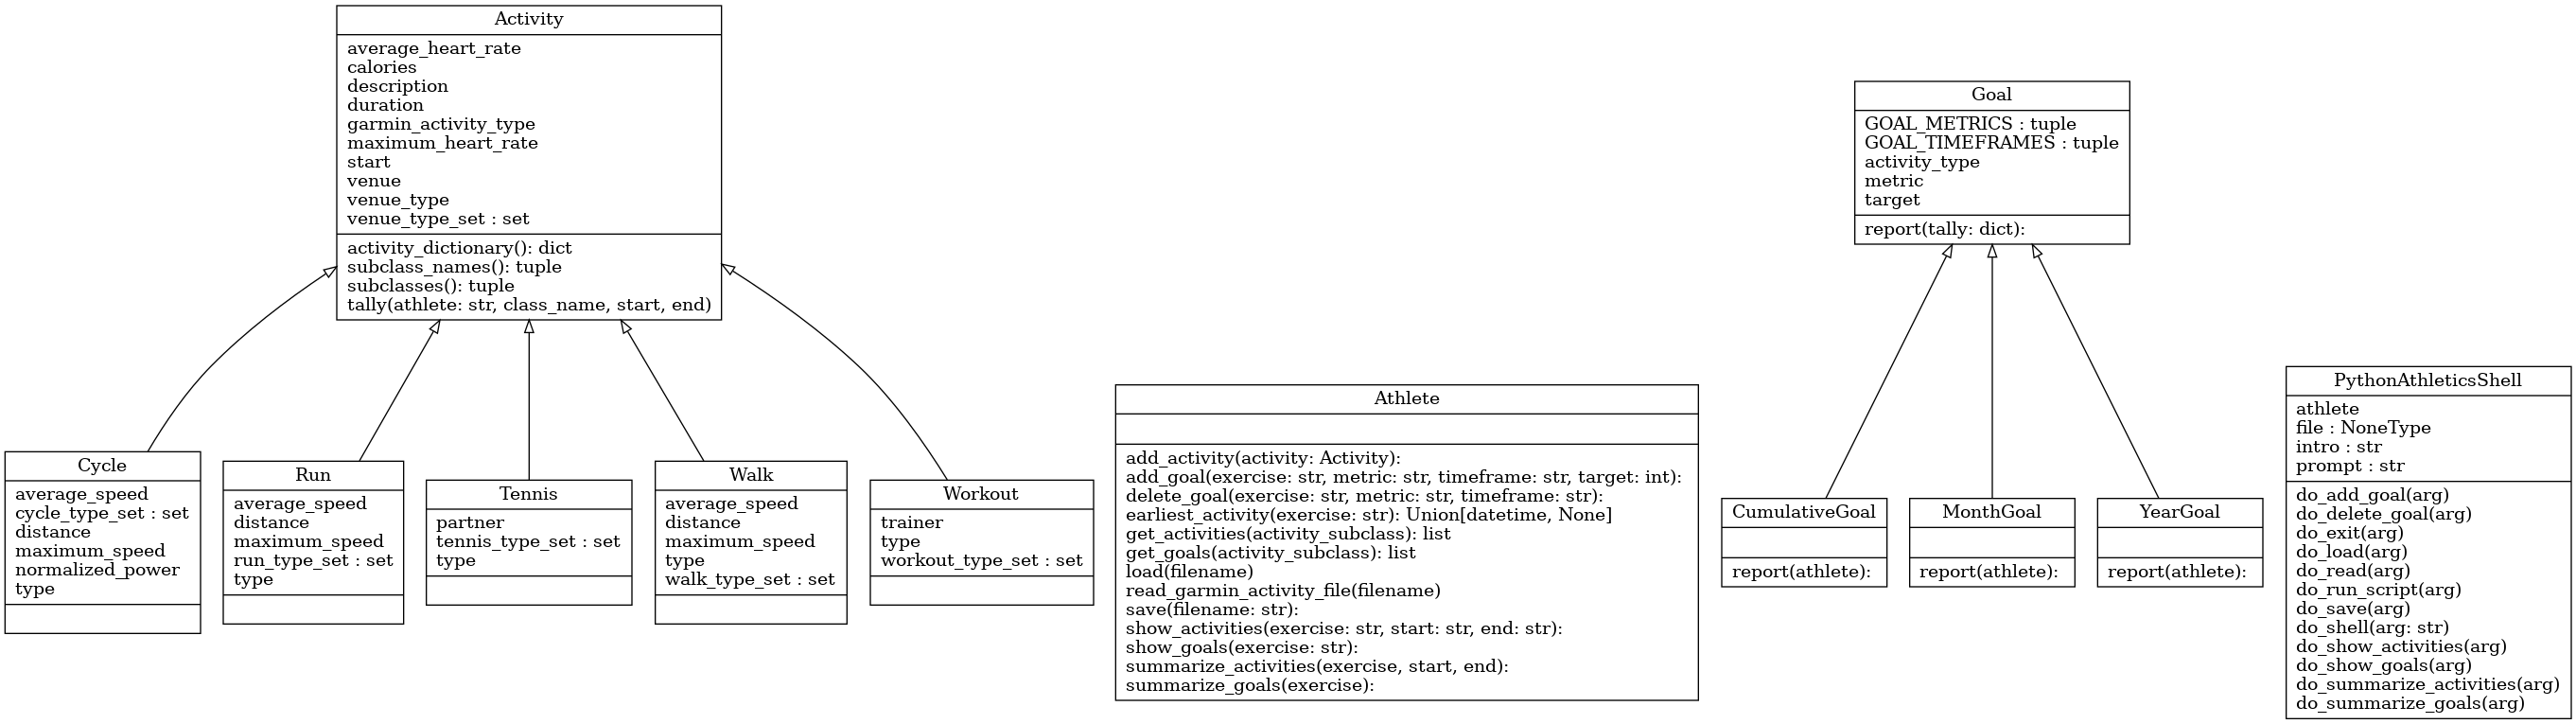 Activity
average_heart_rate
calories
description
duration
garmin_activity_type
maximum_heart_rate
start
venue
venue_type
venue_type_set : set
activity_dictionary(): dict
subclass_names(): tuple
subclasses(): tuple
tally(athlete: str, class_name, start, end)
Goal
GOAL_METRICS : tuple
GOAL_TIMEFRAMES : tuple
activity_type
metric
target
report(tally: dict):
Cycle
average_speed
cycle_type_set : set
distance
maximum_speed
normalized_power
type
Run
average_speed
distance
maximum_speed
run_type_set : set
type
Tennis
partner
tennis_type_set : set
type
Walk
average_speed
distance
maximum_speed
type
walk_type_set : set
Workout
trainer
type
workout_type_set : set
Athlete
add_activity(activity: Activity):
add_goal(exercise: str, metric: str, timeframe: str, target: int):
delete_goal(exercise: str, metric: str, timeframe: str):
earliest_activity(exercise: str): Union[datetime, None]
get_activities(activity_subclass): list
get_goals(activity_subclass): list
load(filename)
read_garmin_activity_file(filename)
save(filename: str):
show_activities(exercise: str, start: str, end: str):
show_goals(exercise: str):
summarize_activities(exercise, start, end):
summarize_goals(exercise):
CumulativeGoal
report(athlete):
MonthGoal
report(athlete):
YearGoal
report(athlete):
PythonAthleticsShell
athlete
file : NoneType
intro : str
prompt : str
do_add_goal(arg)
do_delete_goal(arg)
do_exit(arg)
do_load(arg)
do_read(arg)
do_run_script(arg)
do_save(arg)
do_shell(arg: str)
do_show_activities(arg)
do_show_goals(arg)
do_summarize_activities(arg)
do_summarize_goals(arg)